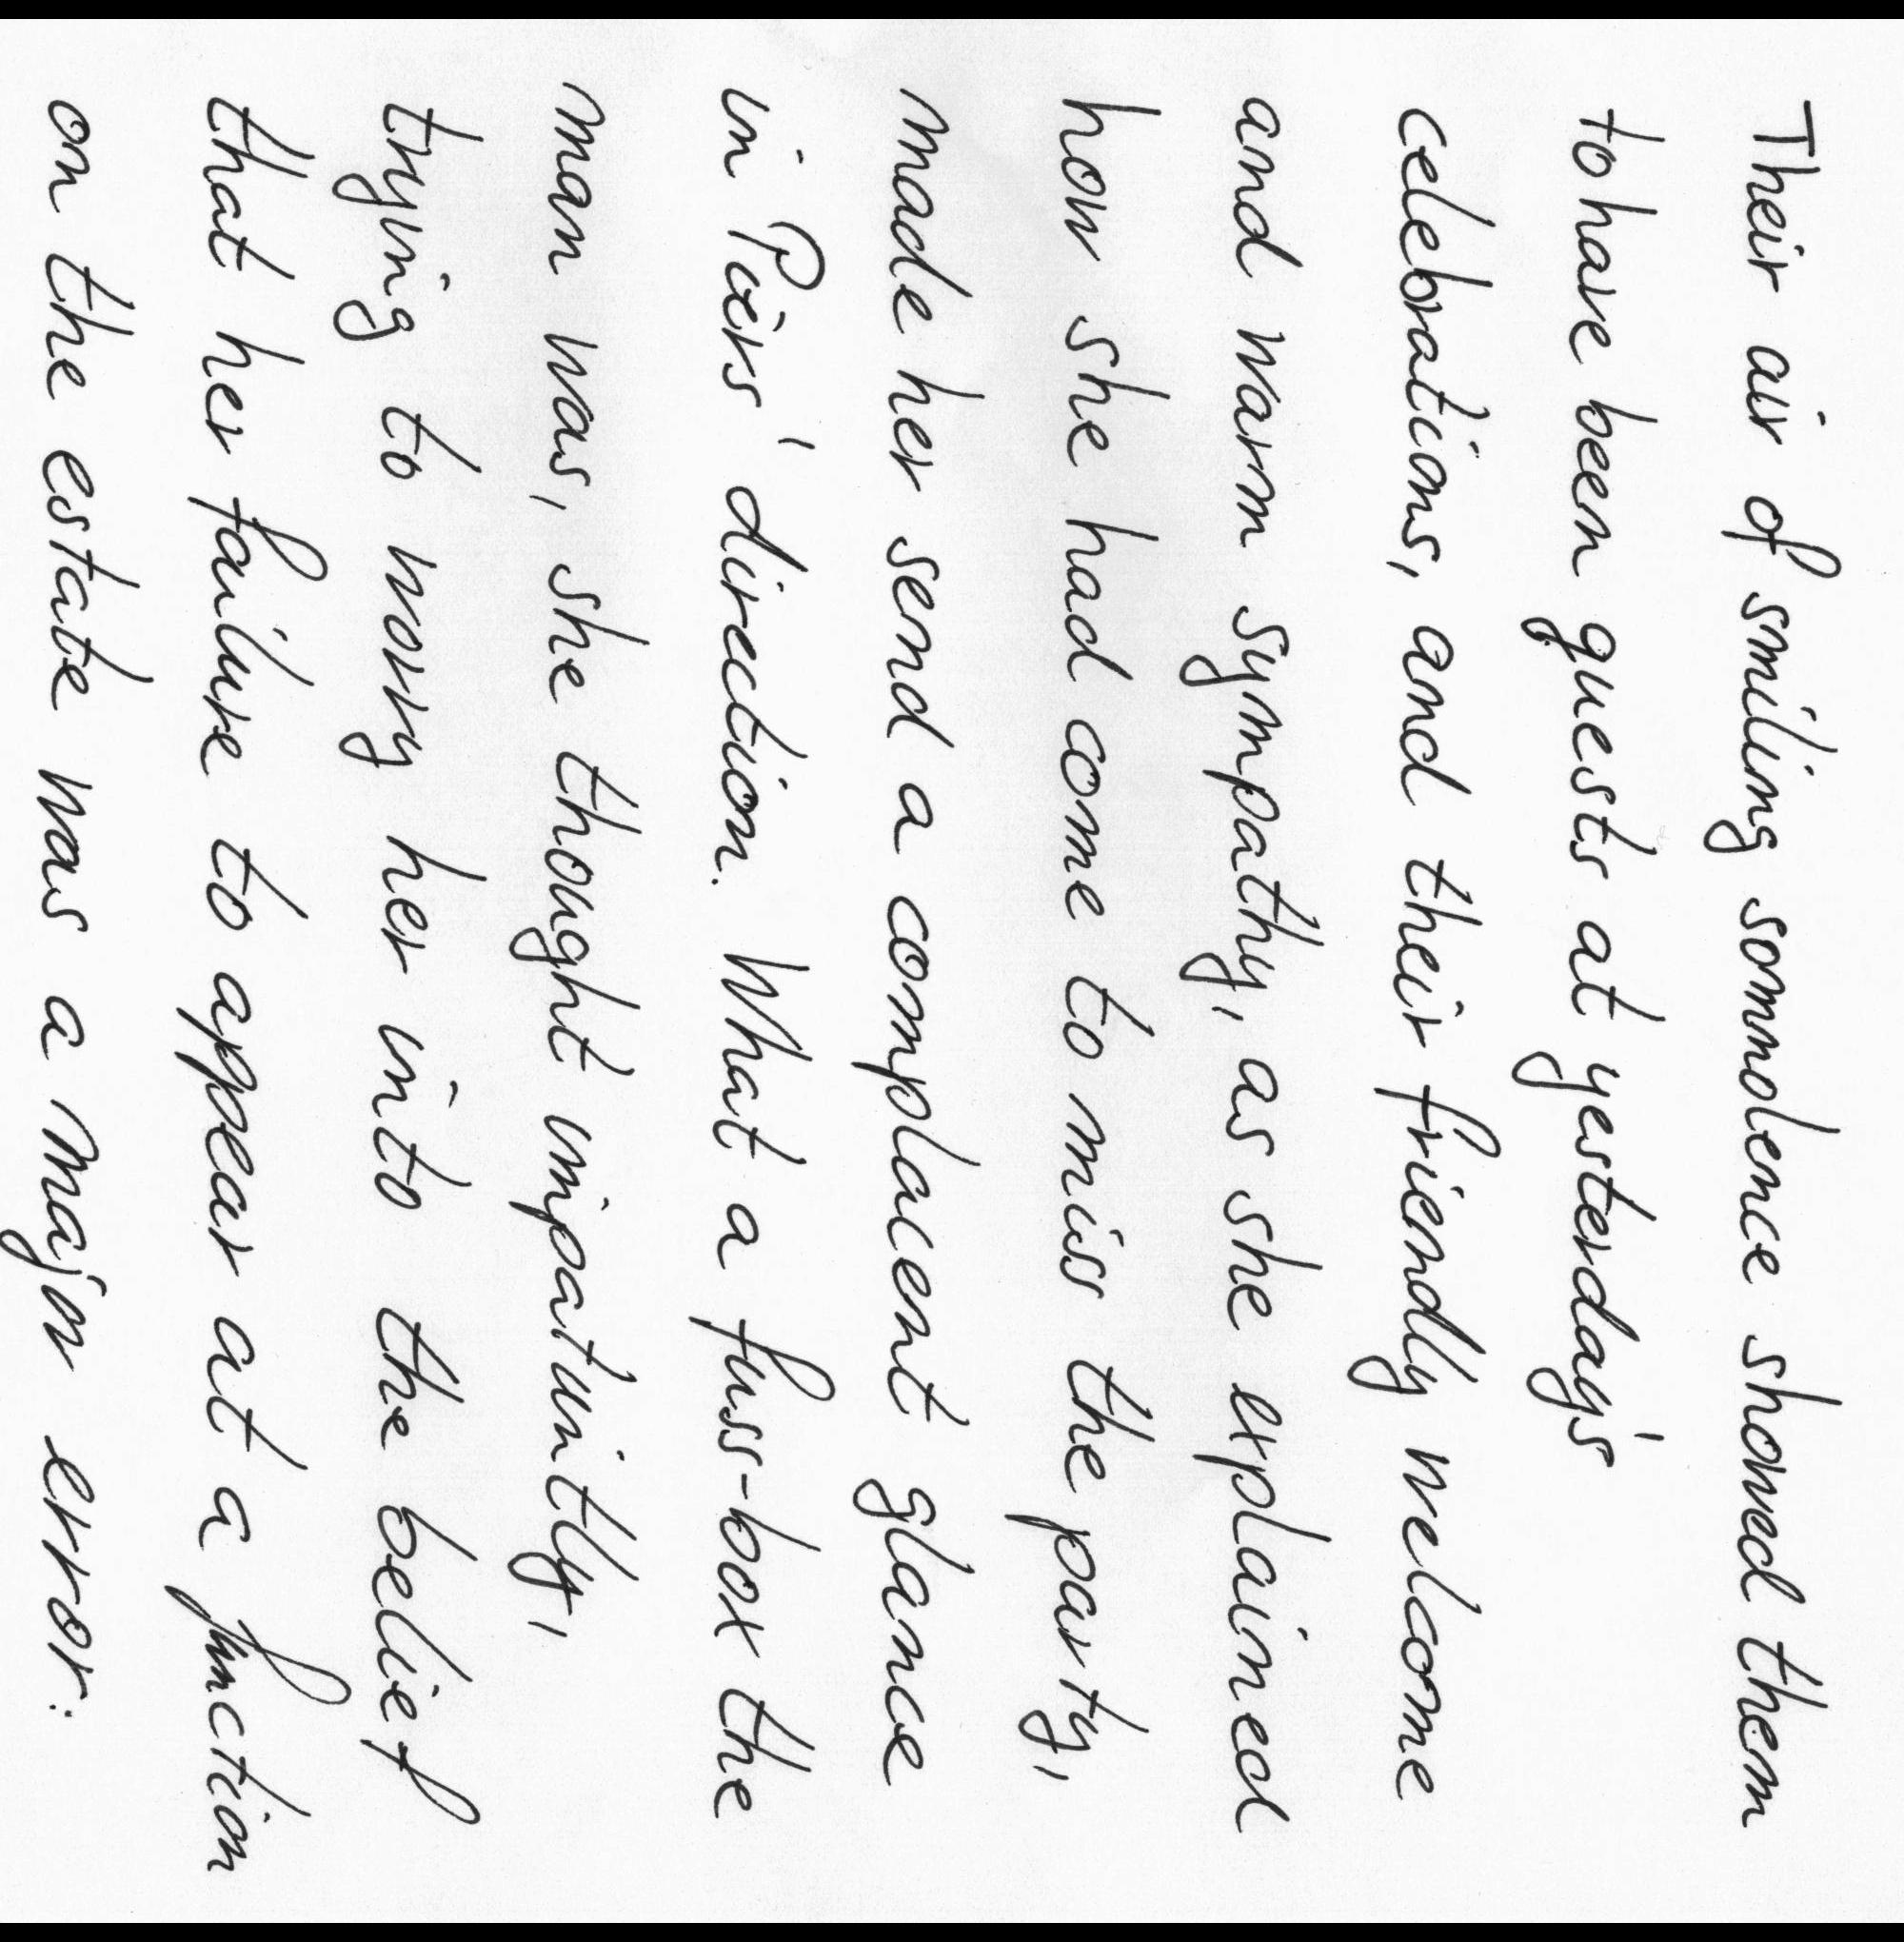 Their air of smiling somnolence showed them
to have been guests at yesterday's
celebrations, and their friendly welcome
and warm sympathy, as she explained
how she had come to miss the party,
made her send a complacent glance
in Piers' direction. What a fuss-box the
man was, she thought impatiently,
trying to worry her into the belief
that her failure to appear at a function
on the estate was a major error.